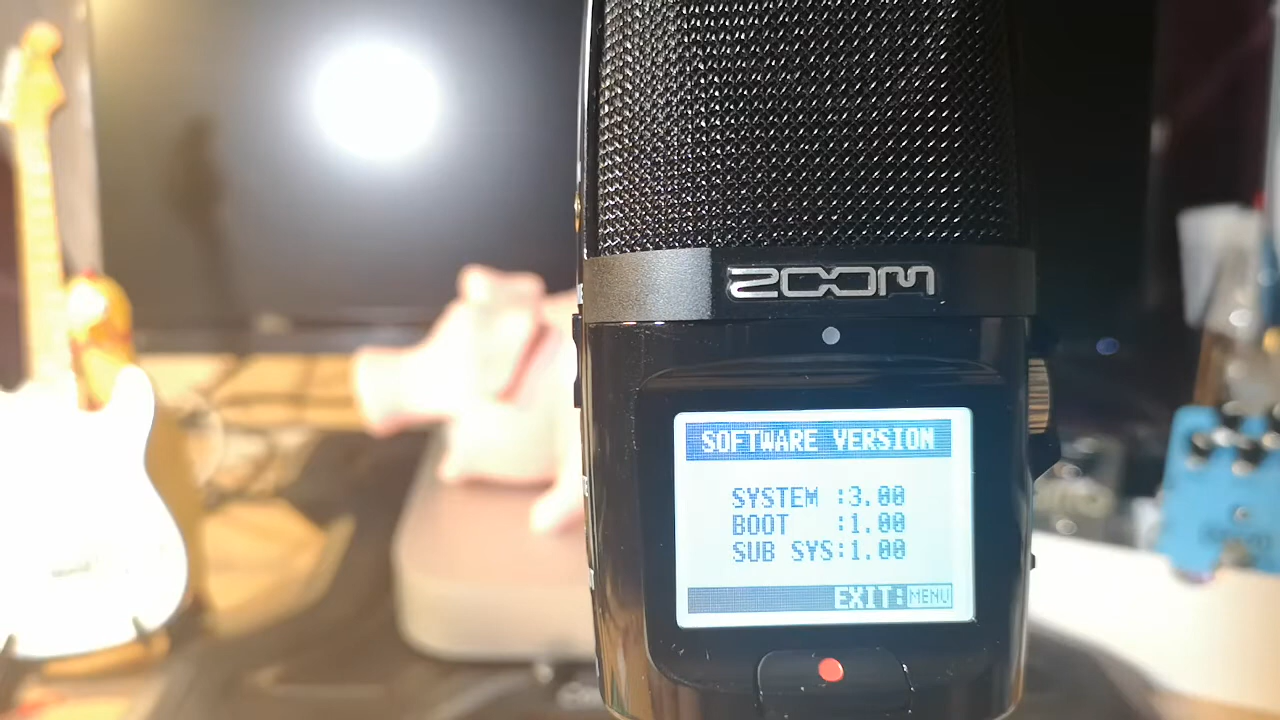 ZOOM
SOFTWARE VERSION
SYSTEM :3.00
BOOT :1.00
SUB SYS:1.00
EXIT:MENU